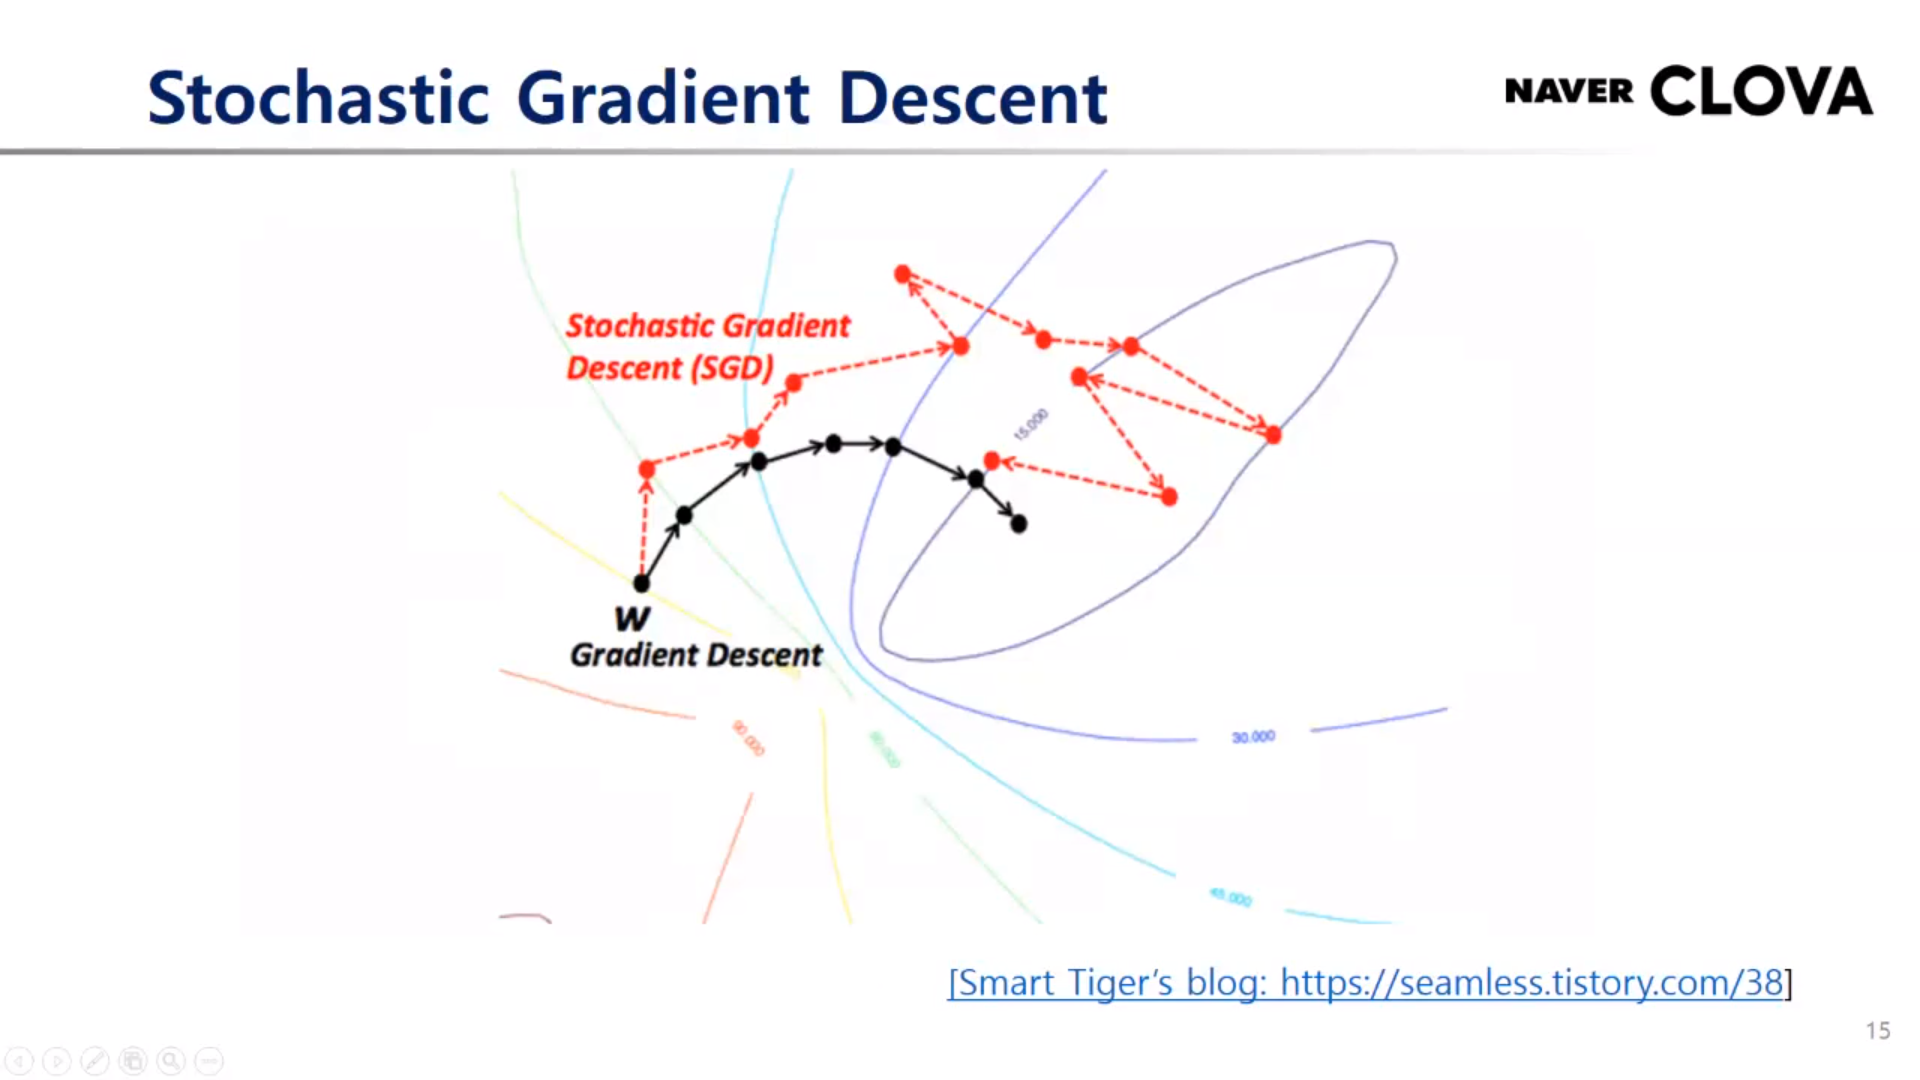 Stochastic Gradient Descent
NAVER CLOVA
Stochastic Gradient
Descent (SGD)
15.000
W
Gradient Descent
90.000
60.000
30.000
45.000
[Smart Tiger’s blog: https://seamless.tistory.com/38]
15